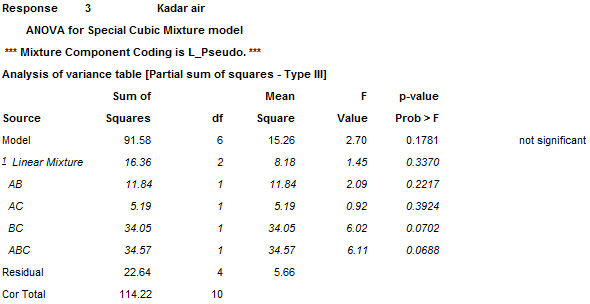 Response 3 Kadar air
ANOVA for Special Cubic Mixture model
*** Mixture Component Coding is L_Pseudo. ***
Analysis of variance table [Partial sum of squares - Type III]
Sum of Mean F p-value
Source Squares df Square Value Prob > F
Model 91.58 6 15.26 2.70 0.1781 not significant
1 Linear Mixture 16.36 2 8.18 1.45 0.3370
AB 11.84 1 11.84 2.09 0.2217
AC 5.19 1 5.19 0.92 0.3924
BC 34.05 1 34.05 6.02 0.0702
ABC 34.57 1 34.57 6.11 0.0688
Residual 22.64 4 5.66
Cor Total 114.22 10